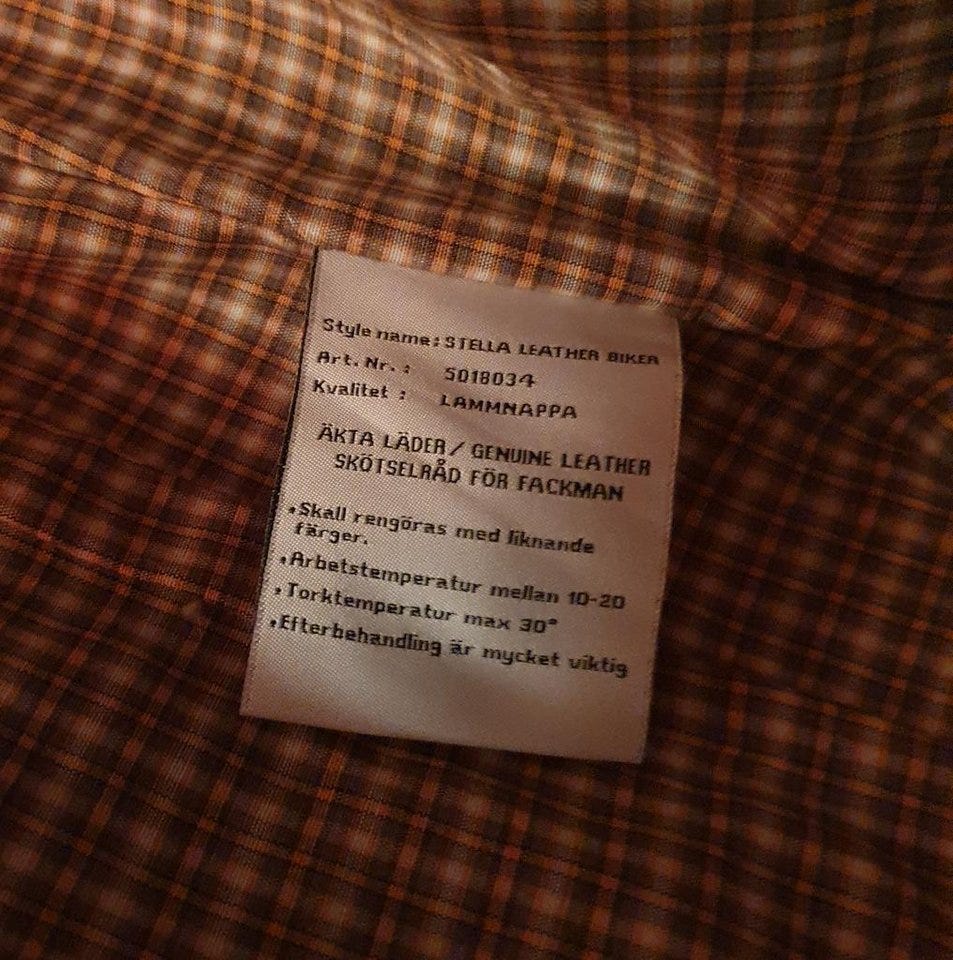 Style name: STELLA LEATHER BIKER
Art. Nr. : 5018034
Kvalitet : LAMMNAPPA
ÄKTA LÄDER/ GENUINE LEATHER
SKÖTSELRÅD FÖR FACKMAN
•Skall rengöras med liknande
färger.
•Arbetstemperatur mellan 10-20
•Torktemperatur max 30°
•Efterbehandling är mycket viktig